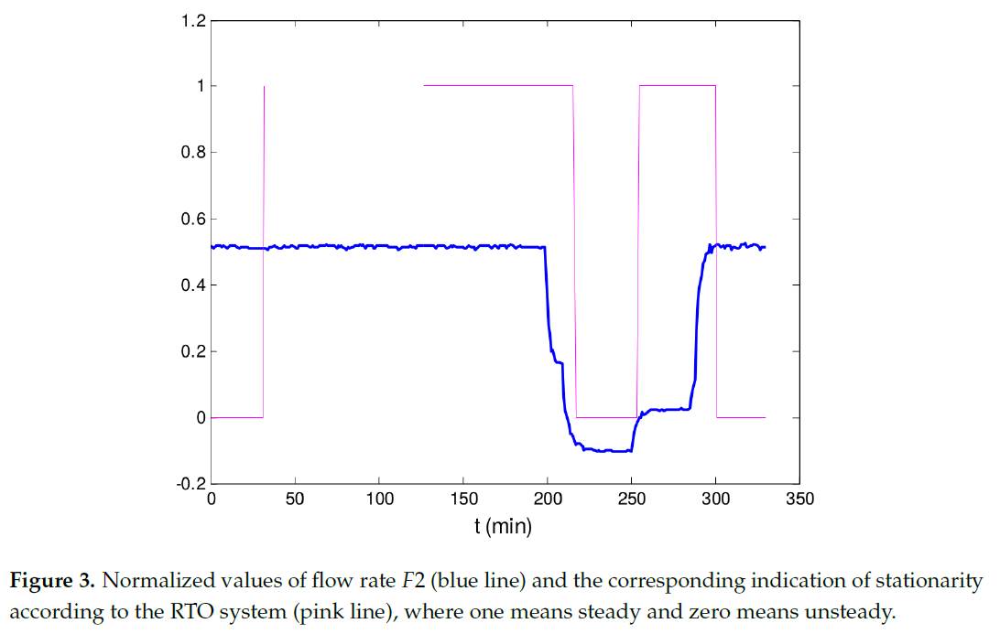 1.2
1
0.8
0.6
0.4
0.2
0
-0.2
0 50 100 150 200 250 300 350
t (min)
Figure 3. Normalized values of flow rate F2 (blue line) and the corresponding indication of stationarity
according to the RTO system (pink line), where one means steady and zero means unsteady.